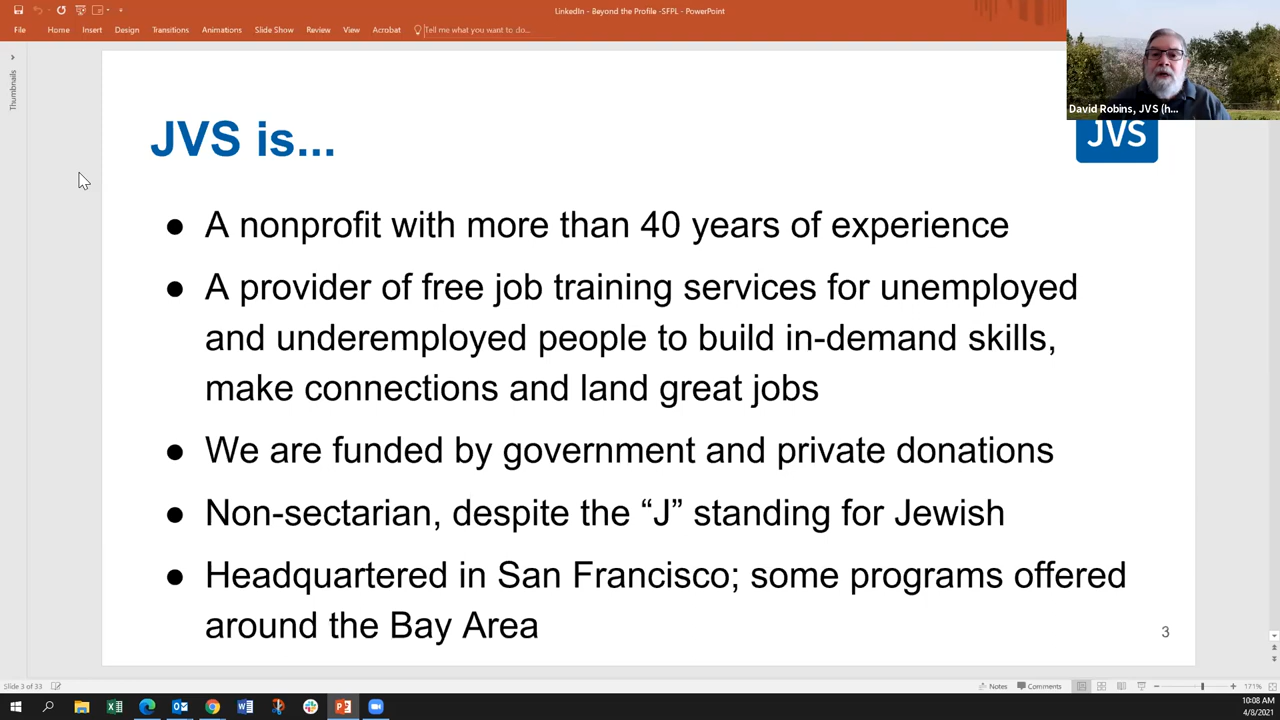 LinkedIn - Beyond the Profile -SFPL - PowerPoint
File Home Insert Design Transitions Animations Slide Show Review View Acrobat Tell me what you want to do...
Thumbnails
David Robins, JVS (h...
JVS
JVS is...
● A nonprofit with more than 40 years of experience
● A provider of free job training services for unemployed
and underemployed people to build in-demand skills,
make connections and land great jobs
● We are funded by government and private donations
● Non-sectarian, despite the “J” standing for Jewish
● Headquartered in San Francisco; some programs offered
around the Bay Area
3
Slide 3 of 33
Notes Comments 171%
10:08 AM
4/8/2021